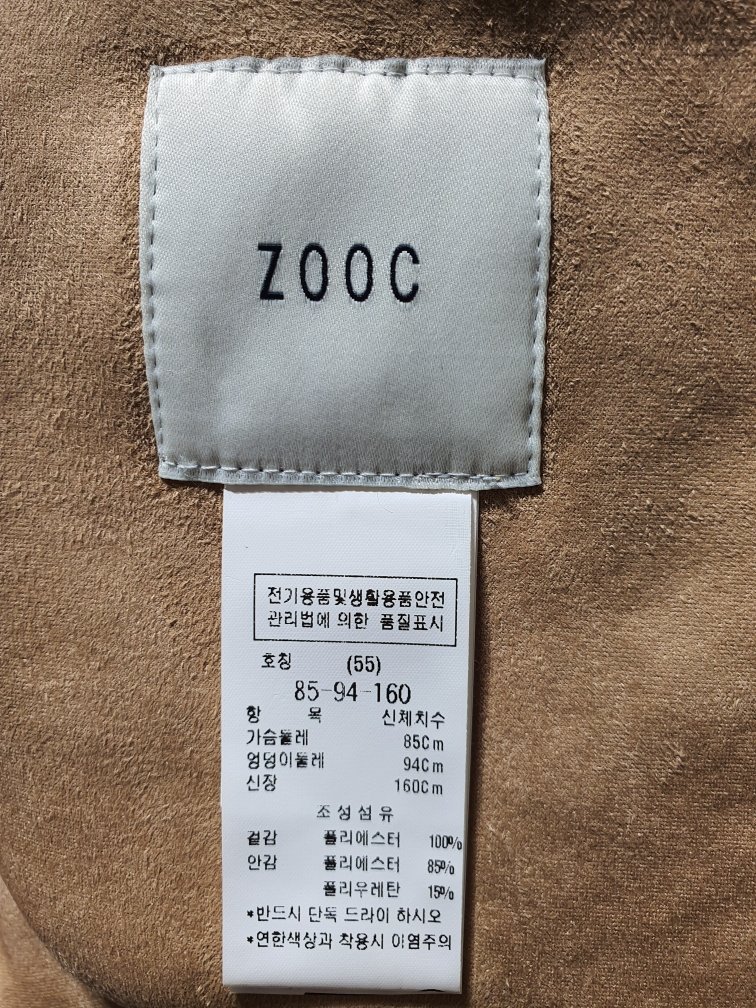 ZOOC
전기용품및생활용품안전
관리법에 의한 품질표시
호칭 (55)
85-94-160
항 목 신체치수
가슴둘레 85Cm
엉덩이둘레 94Cm
신장 160Cm
조성섬유
겉감 폴리에스터 100%
안감 폴리에스터 85%
폴리우레탄 15%
*반드시 단독 드라이 하시오
*연한색상과 착용시 이염주의